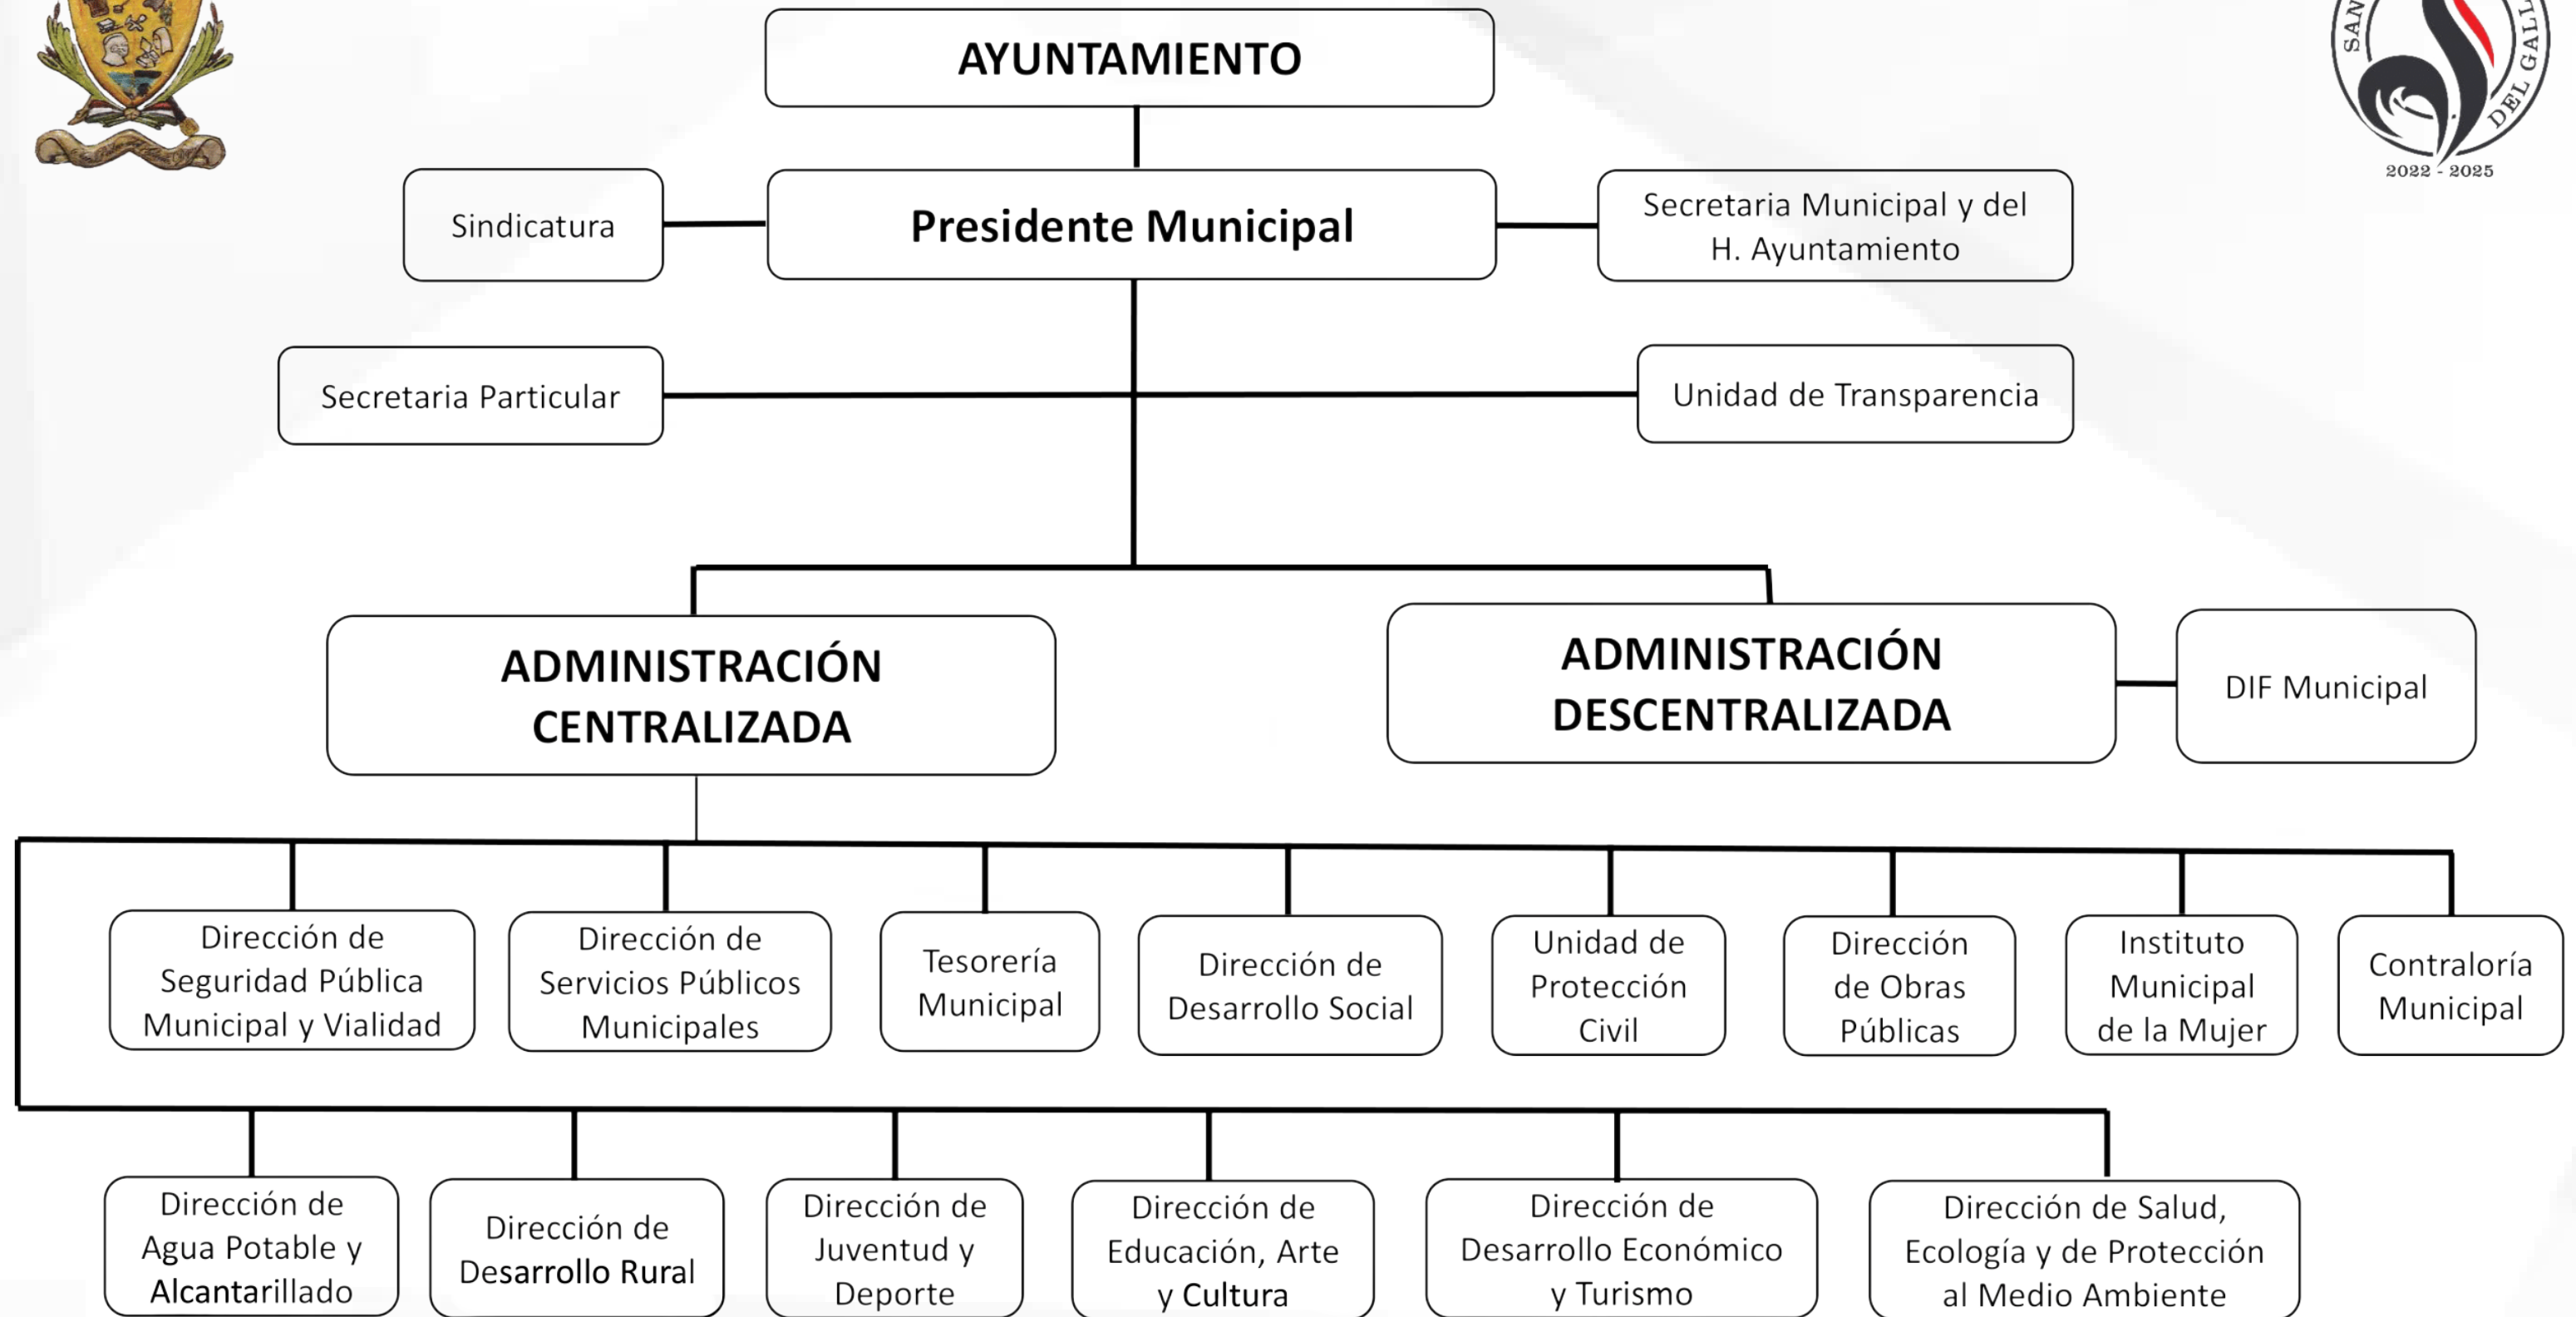 AYUNTAMIENTO
SAN
DEL GAIT
2022 - 2025
Sindicatura
Presidente Municipal
Secretaria Municipal y del
H. Ayuntamiento
Secretaria Particular
Unidad de Transparencia
ADMINISTRACIÓN
CENTRALIZADA
ADMINISTRACIÓN
DESCENTRALIZADA
DIF Municipal
Dirección de
Seguridad Pública
Municipal y Vialidad
Dirección de
Servicios Públicos
Municipales
Tesorería
Municipal
Dirección de
Desarrollo Social
Unidad de
Protección
Civil
Dirección
de Obras
Públicas
Instituto
Municipal
de la Mujer
Contraloría
Municipal
Dirección de
Agua Potable y
Alcantarillado
Dirección de
Desarrollo Rural
Dirección de
Juventud y
Deporte
Dirección de
Educación, Arte
y Cultura
Dirección de
Desarrollo Económico
y Turismo
Dirección de Salud,
Ecología y de Protección
al Medio Ambiente